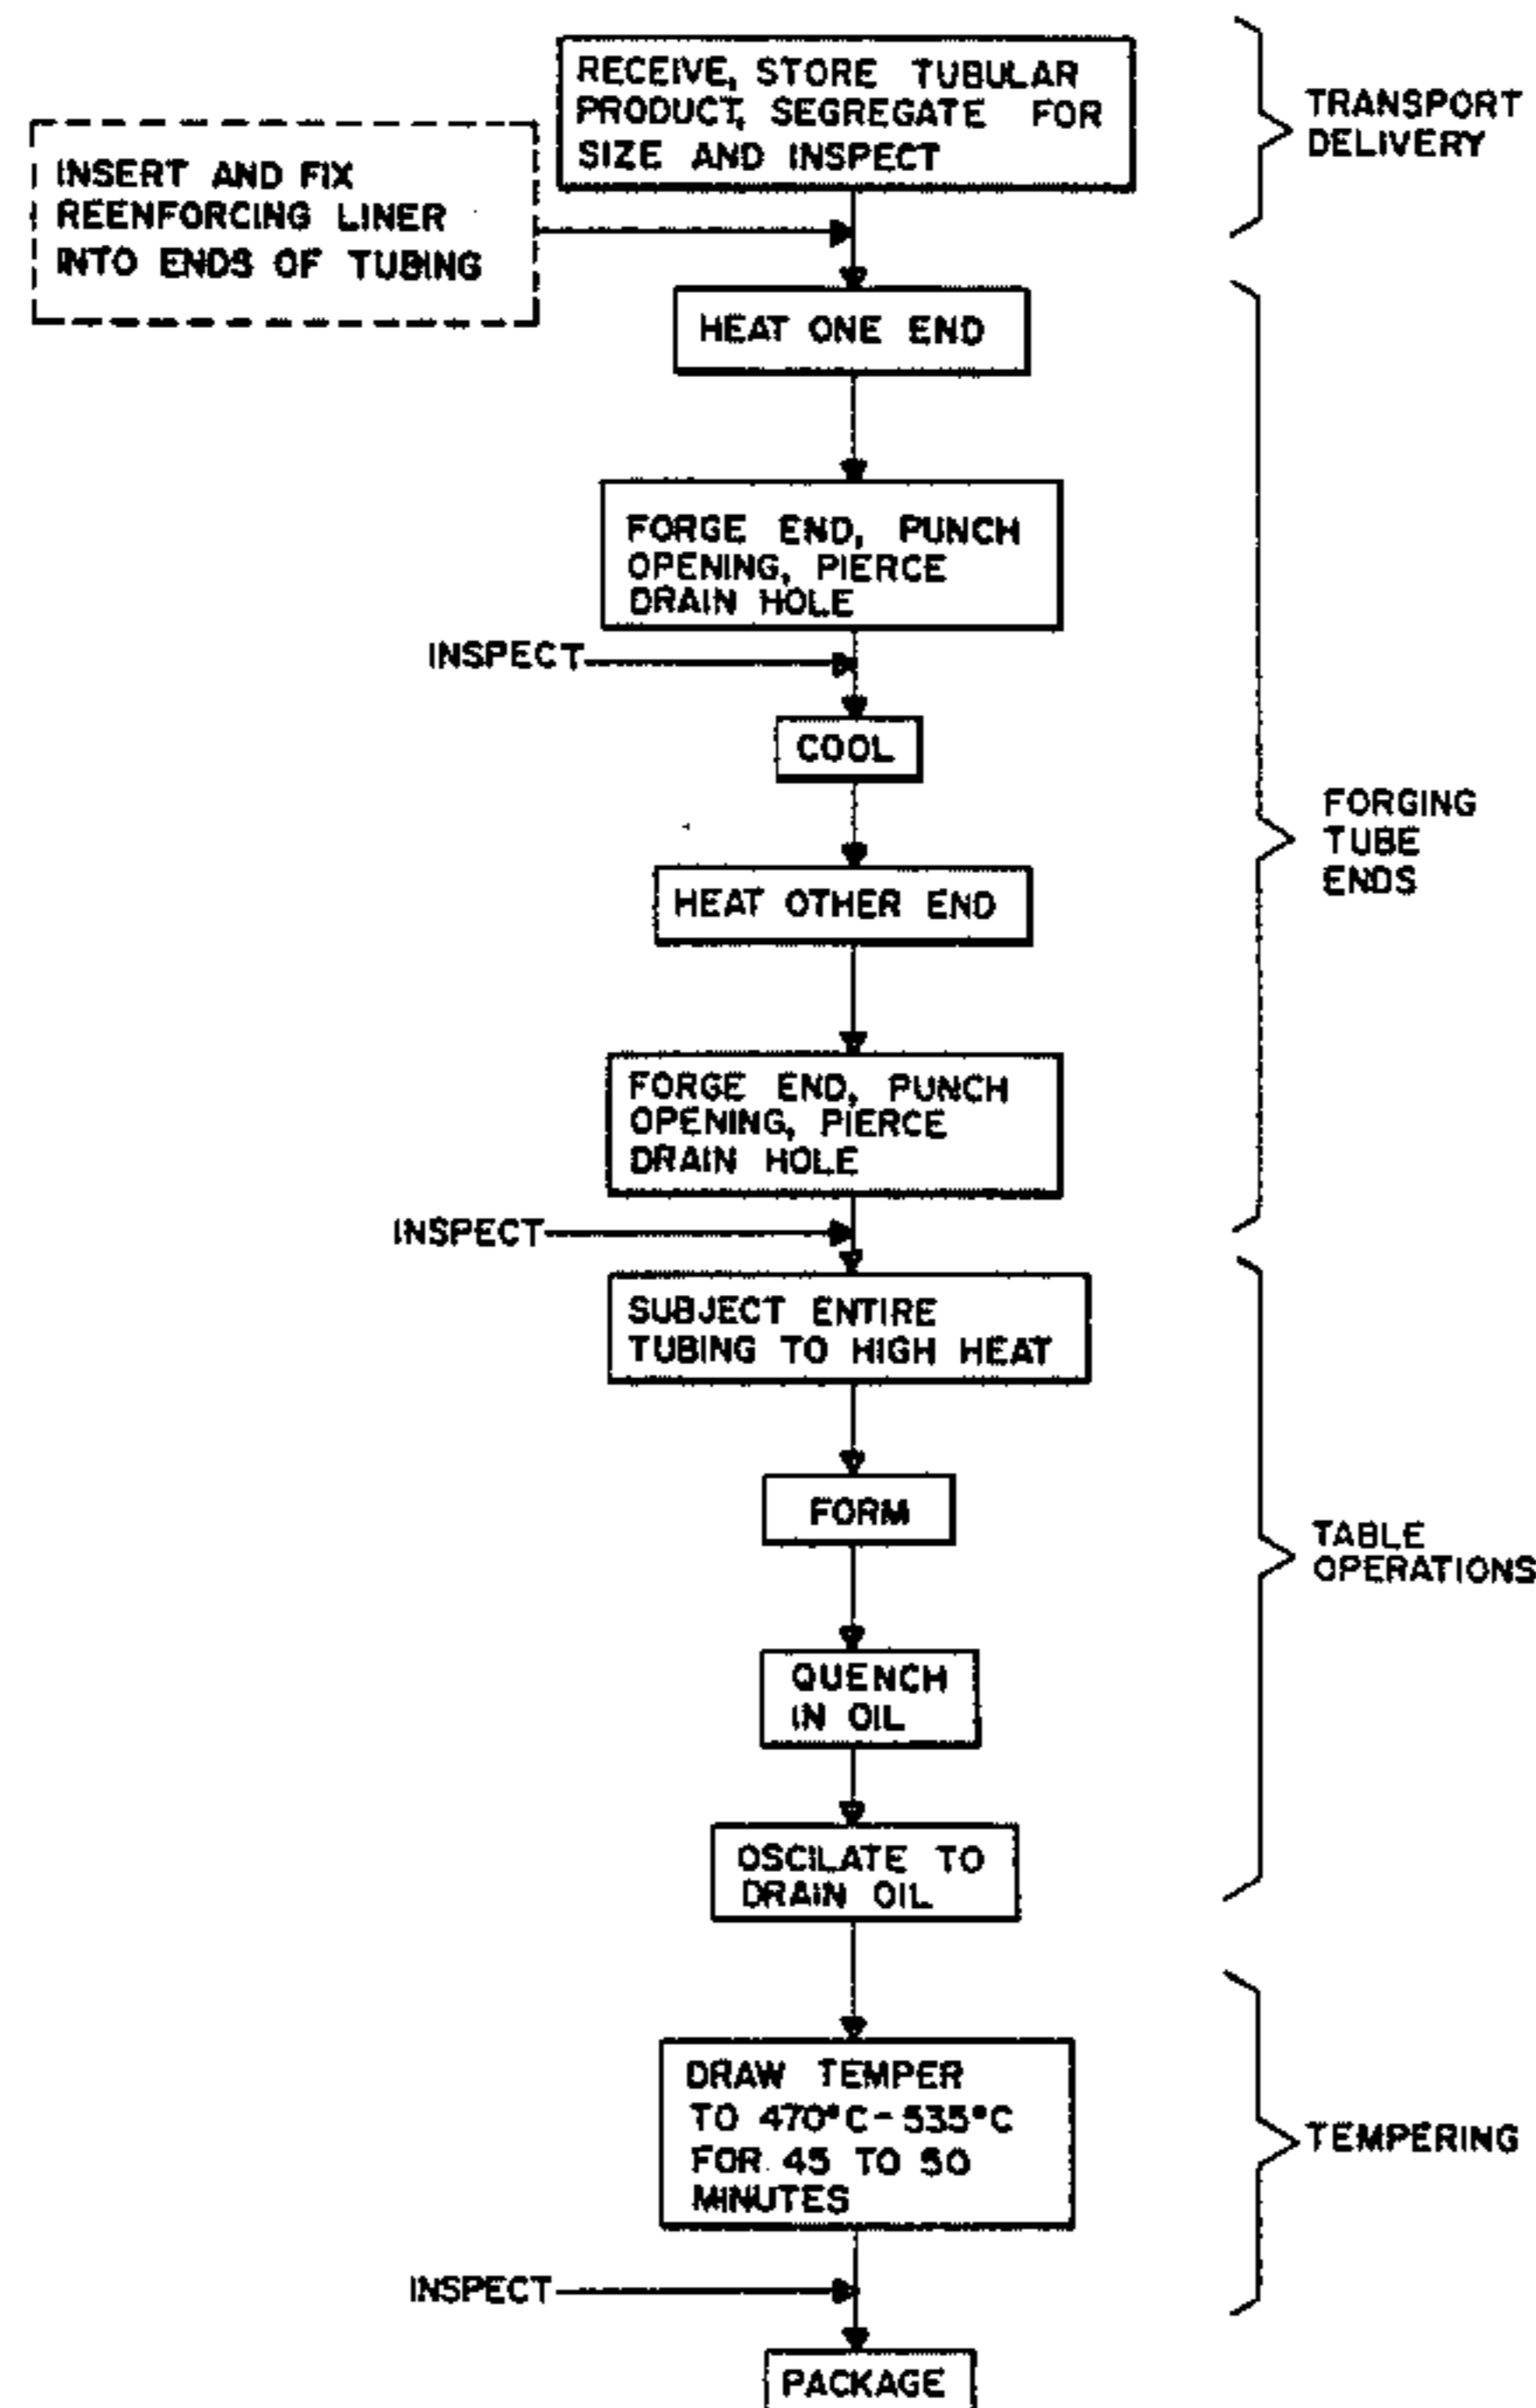 RECEIVE, STORE TUBULAR
PRODUCT, SEGREGATE FOR
SIZE AND INSPECT
TRANSPORT
DELIVERY
INSERT AND FIX
REENFORCING LINER
INTO ENDS OF TUBING
HEAT ONE END
FORGE END, PUNCH
OPENING, PIERCE
DRAIN HOLE
INSPECT
COOL
FORGING
TUBE
ENDS
HEAT OTHER END
FORGE END, PUNCH
OPENING, PIERCE
DRAIN HOLE
INSPECT
SUBJECT ENTIRE
TUBING TO HIGH HEAT
FORM
TABLE
OPERATIONS
QUENCH
IN OIL
OSCILATE TO
DRAIN OIL
DRAW TEMPER
TO 470°C-535°C
FOR 45 TO 50
MINUTES
TEMPERING
INSPECT
PACKAGE